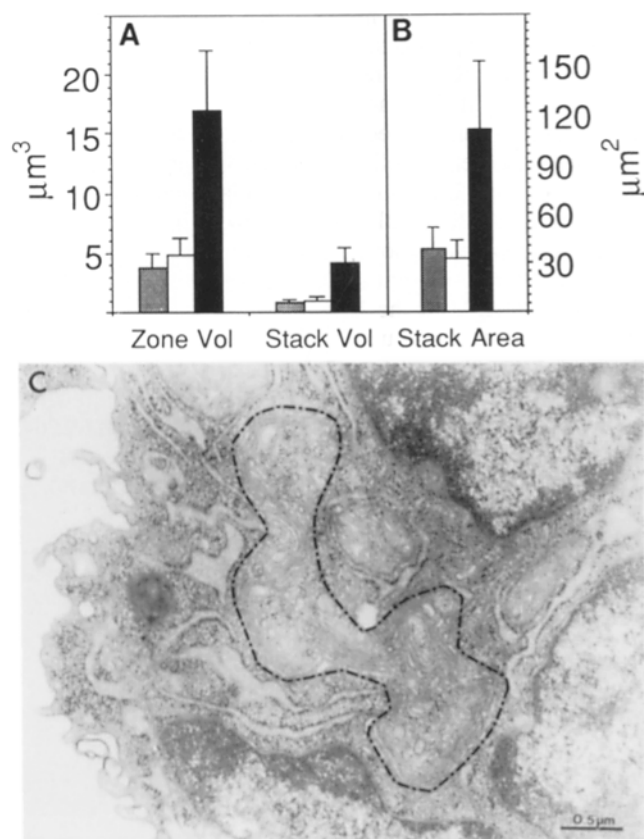 A
B
20
15
10
5
µm³
150
120
90
60
30
µm²
Zone Vol
Stack Vol
Stack Area
C
0.5µm